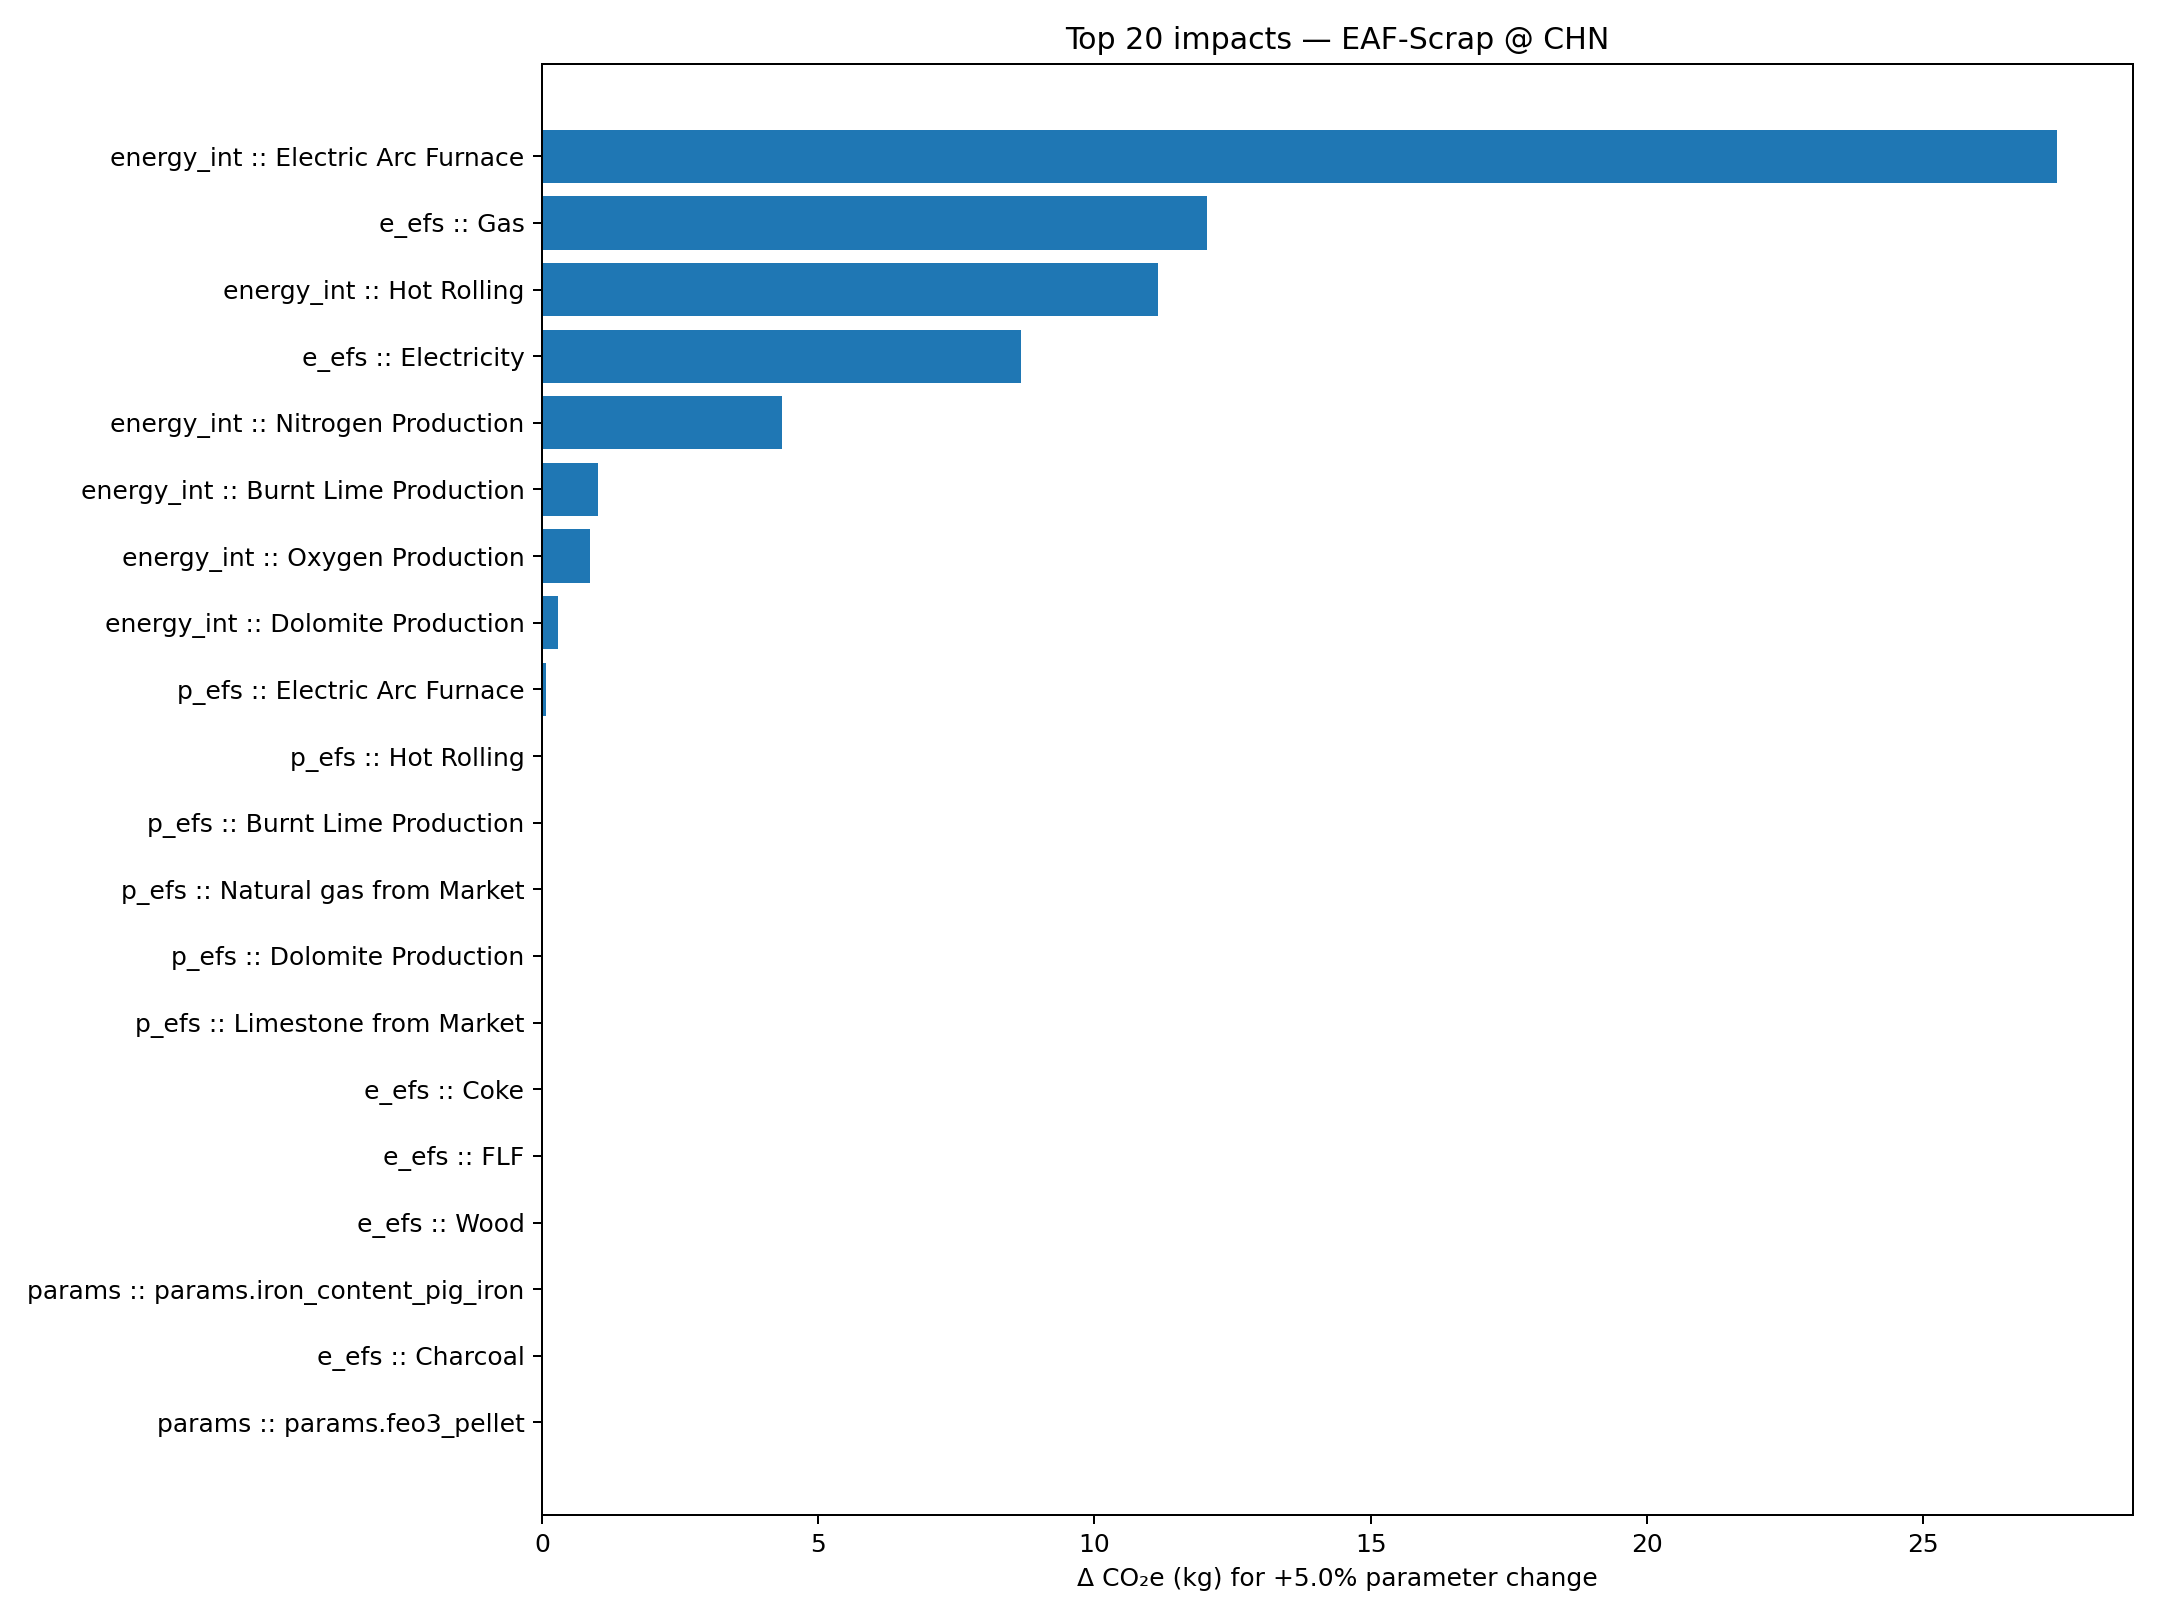 Top 20 impacts — EAF-Scrap @ CHN
energy_int :: Electric Arc Furnace
e_efs :: Gas
energy_int :: Hot Rolling
e_efs :: Electricity
energy_int :: Nitrogen Production
energy_int :: Burnt Lime Production
energy_int :: Oxygen Production
energy_int :: Dolomite Production
p_efs :: Electric Arc Furnace
p_efs :: Hot Rolling
p_efs :: Burnt Lime Production
p_efs :: Natural gas from Market
p_efs :: Dolomite Production
p_efs :: Limestone from Market
e_efs :: Coke
e_efs :: FLF
e_efs :: Wood
params :: params.iron_content_pig_iron
e_efs :: Charcoal
params :: params.feo3_pellet
0 5 10 15 20 25
Δ CO₂e (kg) for +5.0% parameter change